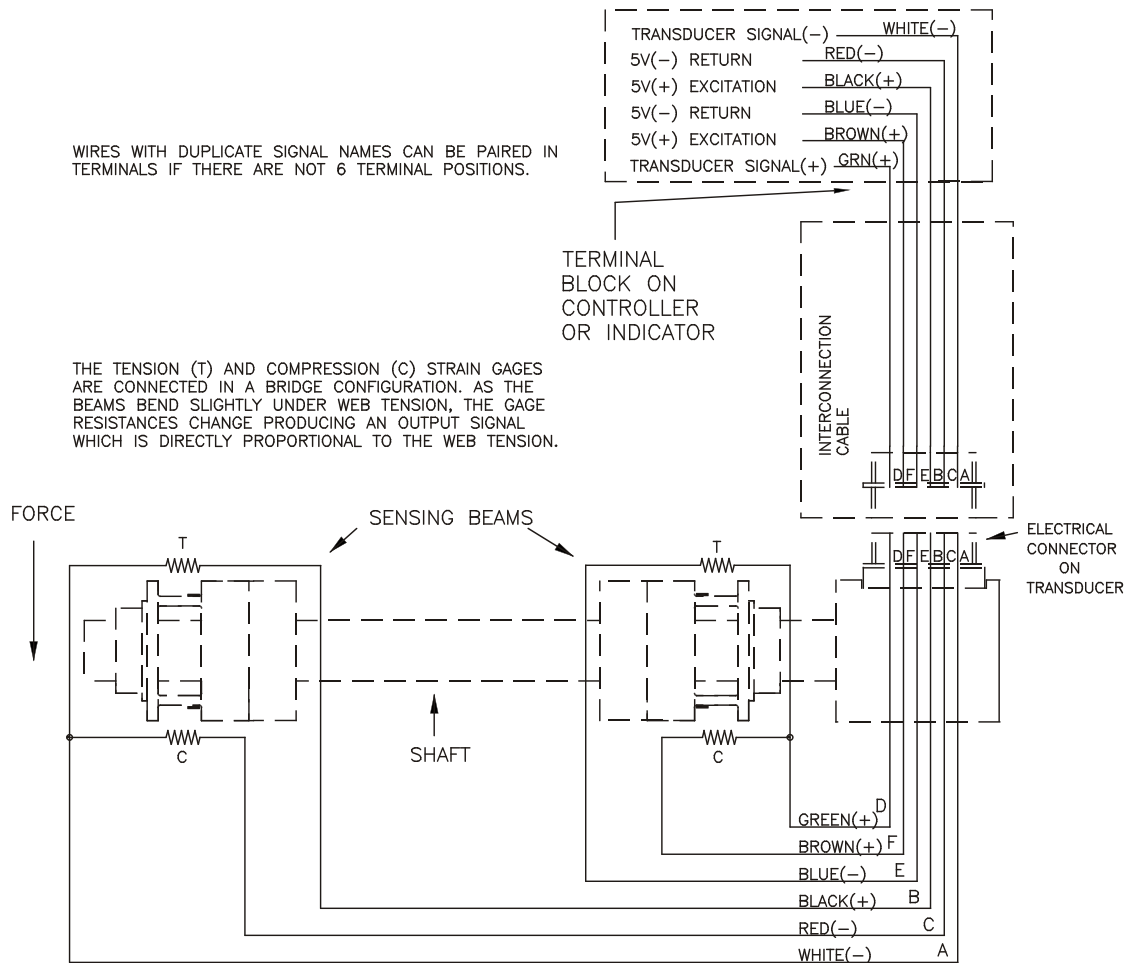 TRANSDUCER SIGNAL(-) WHITE(-)
5V(-) RETURN RED(-)
5V(+) EXCITATION BLACK(+)
5V(-) RETURN BLUE(-)
5V(+) EXCITATION BROWN(+)
TRANSDUCER SIGNAL(+) GRN(+)
WIRES WITH DUPLICATE SIGNAL NAMES CAN BE PAIRED IN
TERMINALS IF THERE ARE NOT 6 TERMINAL POSITIONS.
TERMINAL
BLOCK ON
CONTROLLER
OR INDICATOR
INTERCONNECTION
CABLE
THE TENSION (T) AND COMPRESSION (C) STRAIN GAGES
ARE CONNECTED IN A BRIDGE CONFIGURATION. AS THE
BEAMS BEND SLIGHTLY UNDER WEB TENSION, THE GAGE
RESISTANCES CHANGE PRODUCING AN OUTPUT SIGNAL
WHICH IS DIRECTLY PROPORTIONAL TO THE WEB TENSION.
D F E B C A
FORCE
SENSING BEAMS
ELECTRICAL
CONNECTOR
ON
TRANSDUCER
T
T
D F E B C A
SHAFT
C
C
GREEN(+) D
BROWN(+) F
BLUE(-) E
BLACK(+) B
RED(-) C
WHITE(-) A